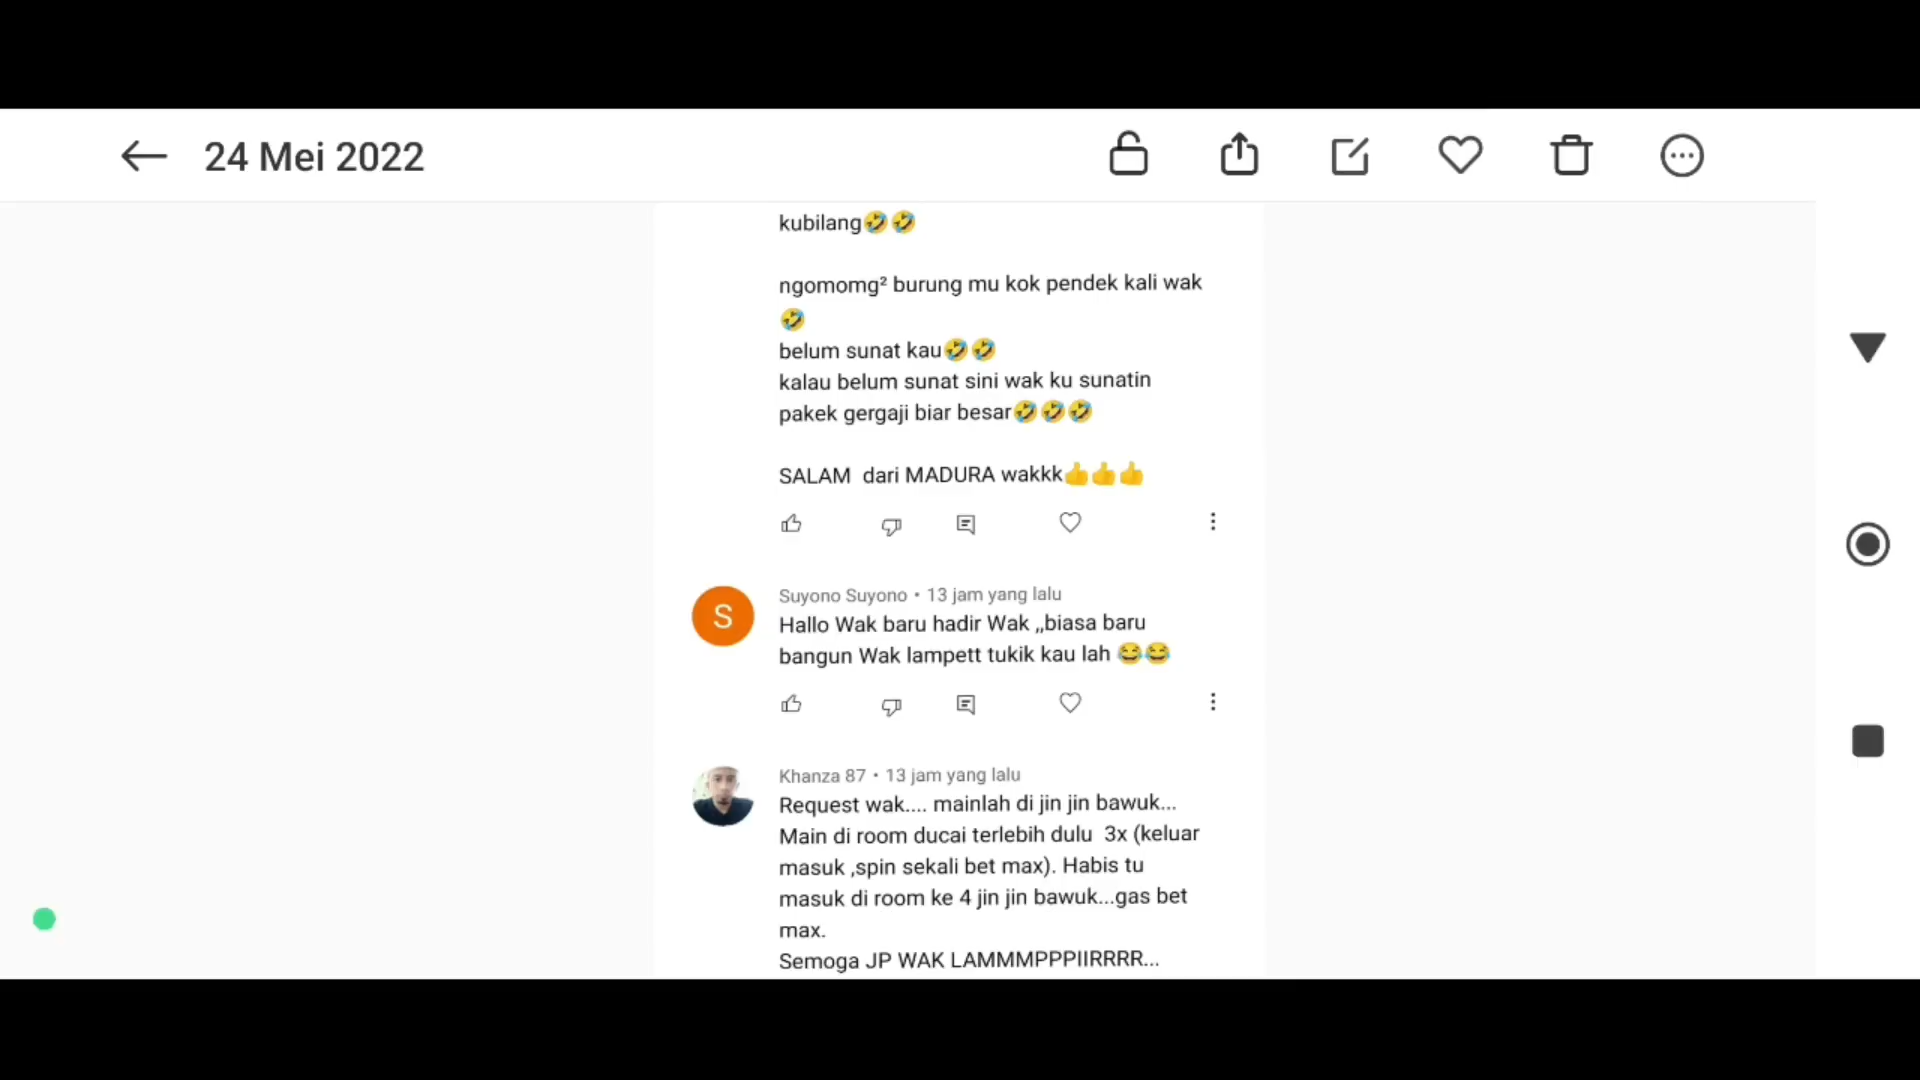 24 Mei 2022
kubilang🤣🤣
ngomomg² burung mu kok pendek kali wak
🤣
belum sunat kau🤣🤣
kalau belum sunat sini wak ku sunatin
pakek gergaji biar besar🤣🤣🤣
SALAM dari MADURA wakkk👍👍👍
S
Suyono Suyono • 13 jam yang lalu
Hallo Wak baru hadir Wak ,,biasa baru
bangun Wak lampett tukik kau lah 😂😂
Khanza 87 • 13 jam yang lalu
Request wak.... mainlah di jin jin bawuk...
Main di room ducai terlebih dulu 3x (keluar
masuk ,spin sekali bet max). Habis tu
masuk di room ke 4 jin jin bawuk...gas bet
max.
Semoga JP WAK LAMMMPPPIIRRRR...